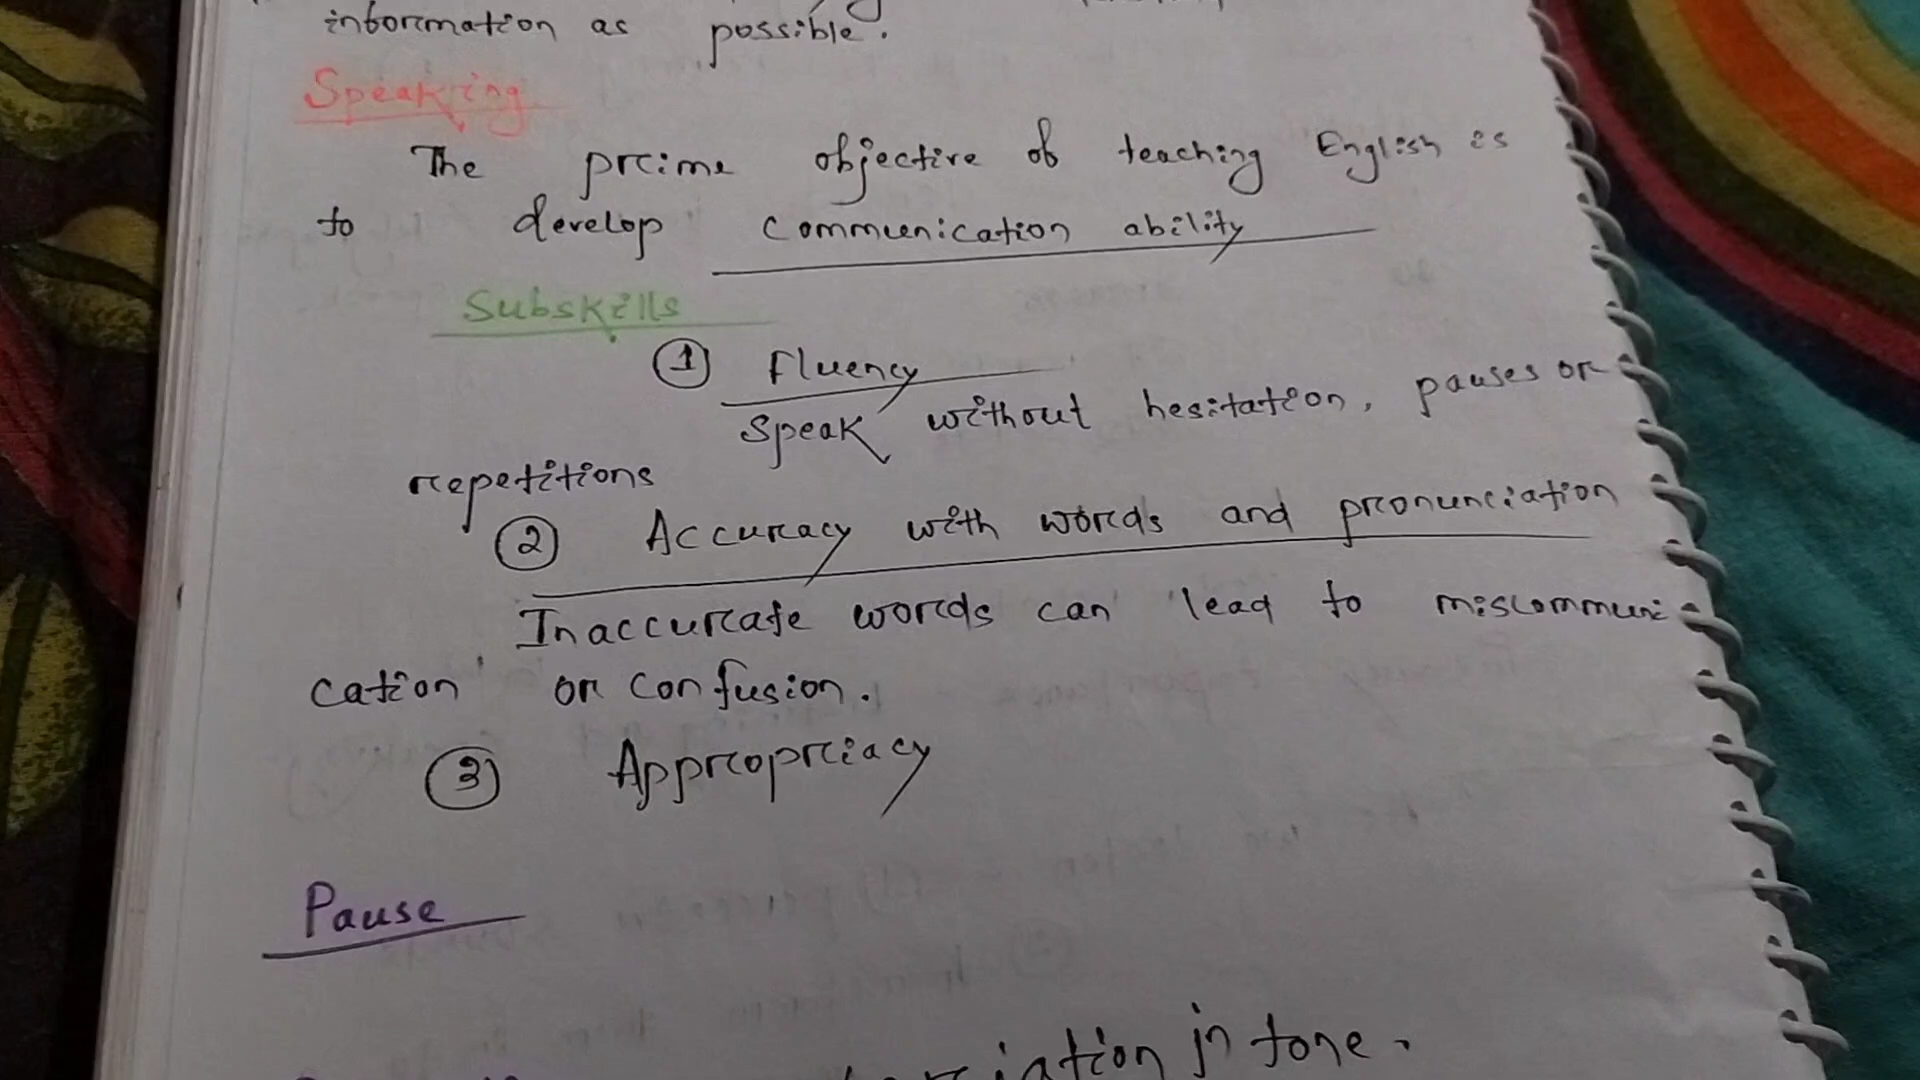 information as possible.
Speaking
The prime objective of teaching English is
to develop communication ability
Subskills
① Fluency
Speak without hesitation, pauses or
repetitions
② Accuracy with words and pronunciation
Inaccurate words can lead to miscommuni
cation or confusion.
③ Appropriacy
Pause
in tone.